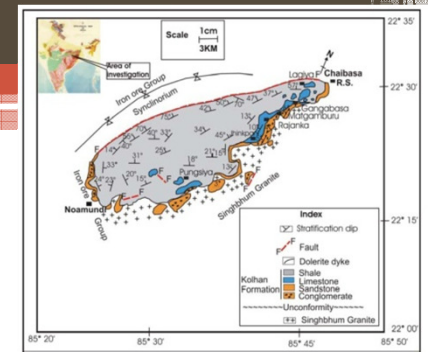 22° 35'
Scale
1cm
3KM
Area of
investigation
N
Iron ore Group
Synclinorium
Lagiya F
Chaibasa
R.S.
22° 30'
Gangabasa
Matgamburu
Rajanka
Pungsiya
Singhbhum Granite
Iron ore Group
Noamundi
22° 15'
Index
Stratification dip
F F Fault
Dolerite dyke
Kolhan
Formation
Shale
Limestone
Sandstone
Conglomerate
Unconformity
Singhbhum Granite
22° 00'
85° 20'
85° 30'
85° 45'
85° 50'